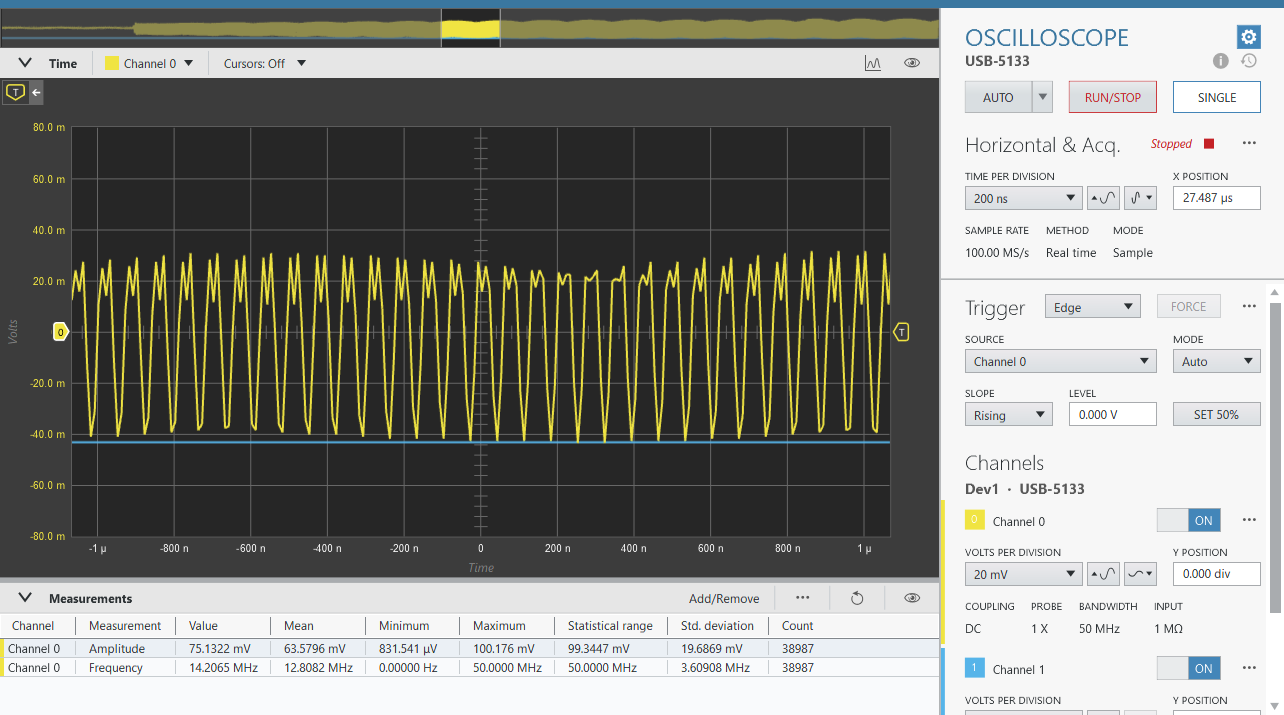 OSCILLOSCOPE
USB-5133
Time Channel 0 Cursors: Off
AUTO RUN/STOP SINGLE
Horizontal & Acq. Stopped
TIME PER DIVISION X POSITION
200 ns 27.487 µs
SAMPLE RATE METHOD MODE
100.00 MS/s Real time Sample
T
80.0 m
60.0 m
40.0 m
20.0 m
0
T
-20.0 m
-40.0 m
-60.0 m
-80.0 m
Volts
-1 µ -800 n -600 n -400 n -200 n 0 200 n 400 n 600 n 800 n 1 µ
Time
Trigger Edge FORCE
SOURCE MODE
Channel 0 Auto
SLOPE LEVEL
Rising 0.000 V SET 50%
Channels
Dev1 · USB-5133
0 Channel 0 ON
VOLTS PER DIVISION Y POSITION
20 mV 0.000 div
COUPLING PROBE BANDWIDTH INPUT
DC 1 X 50 MHz 1 MΩ
1 Channel 1 ON
VOLTS PER DIVISION Y POSITION
Measurements Add/Remove
Channel Measurement Value Mean Minimum Maximum Statistical range Std. deviation Count
Channel 0 Amplitude 75.1322 mV 63.5796 mV 831.541 µV 100.176 mV 99.3447 mV 19.6869 mV 38987
Channel 0 Frequency 14.2065 MHz 12.8082 MHz 0.00000 Hz 50.0000 MHz 50.0000 MHz 3.60908 MHz 38987